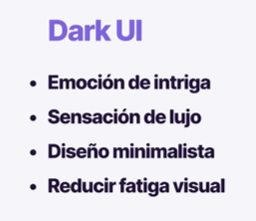 Dark UI
• Emoción de intriga
• Sensación de lujo
• Diseño minimalista
• Reducir fatiga visual